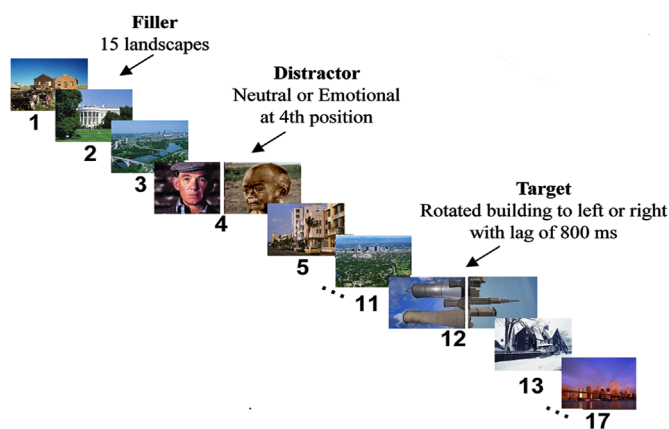 Filler
15 landscapes
Distractor
Neutral or Emotional
at 4th position
Target
Rotated building to left or right
with lag of 800 ms
1
2
3
4
5
11
12
13
17